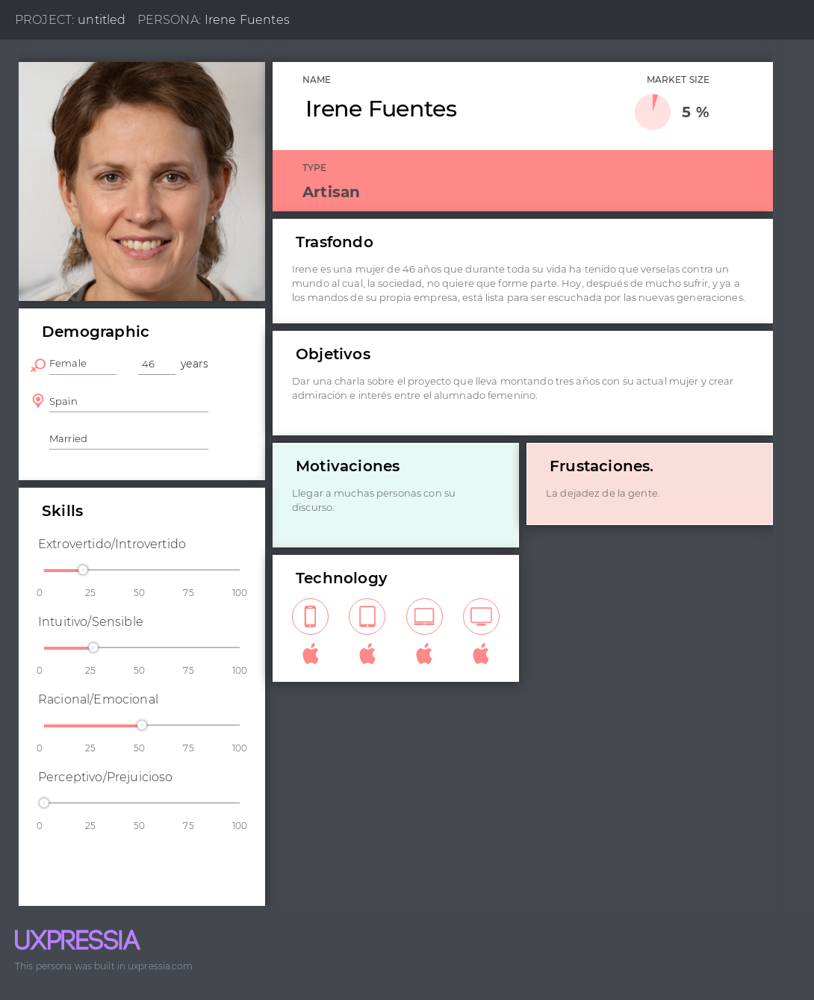 PROJECT: untitled PERSONA: Irene Fuentes
NAME
Irene Fuentes
MARKET SIZE
5 %
TYPE
Artisan
Demographic
Female 46 years
Spain
Married
Skills
Extrovertido/Introvertido
0 25 50 75 100
Intuitivo/Sensible
0 25 50 75 100
Racional/Emocional
0 25 50 75 100
Perceptivo/Prejuicioso
0 25 50 75 100
Trasfondo
Irene es una mujer de 46 años que durante toda su vida ha tenido que verselas contra un
mundo al cual, la sociedad, no quiere que forme parte. Hoy, después de mucho sufrir, y ya a
los mandos de su propia empresa, está lista para ser escuchada por las nuevas generaciones.
Objetivos
Dar una charla sobre el proyecto que lleva montando tres años con su actual mujer y crear
admiración e interés entre el alumnado femenino.
Motivaciones
Llegar a muchas personas con su
discurso.
Frustaciones.
La dejadez de la gente.
Technology
UXPRESSIA
This persona was built in uxpressia.com